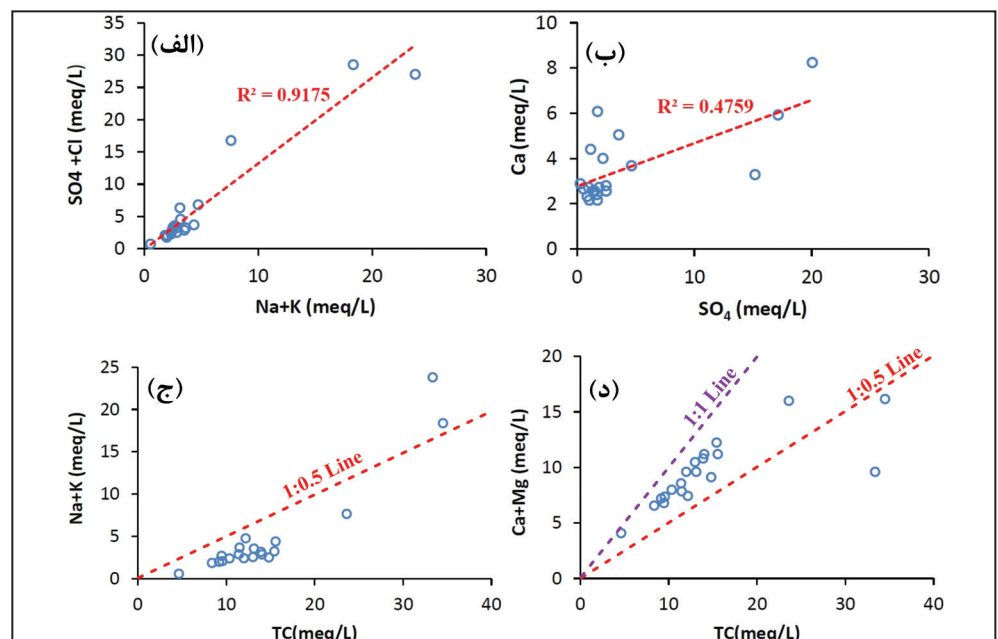 (الف)
SO4 +Cl (meq/L)
35
30
25
20
15
10
5
0
R² = 0.9175
0 10 20 30
Na+K (meq/L)
(ب)
Ca (meq/L)
10
8
6
4
2
0
R² = 0.4759
0 10 20 30
SO₄ (meq/L)
(ج)
Na+K (meq/L)
25
20
15
10
5
0
1:0.5 Line
0 10 20 30 40
TC(meq/L)
(د)
Ca+Mg (meq/L)
20
15
10
5
0
1:1 Line
1:0.5 Line
0 10 20 30 40
TC(meq/L)